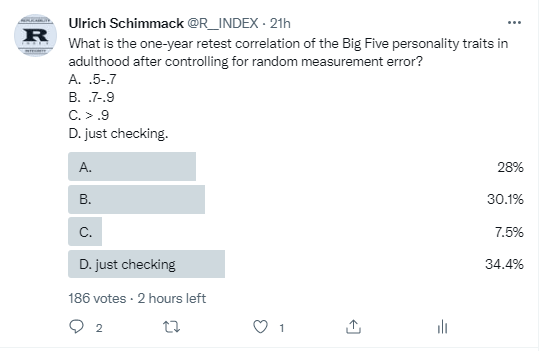 REPLICABILITY
R
INDEX
Ulrich Schimmack @R__INDEX · 21h
What is the one-year retest correlation of the Big Five personality traits in
adulthood after controlling for random measurement error?
A. .5-.7
B. .7-.9
C. > .9
D. just checking.
A. 28%
B. 30.1%
C. 7.5%
D. just checking 34.4%
186 votes · 2 hours left
2 1